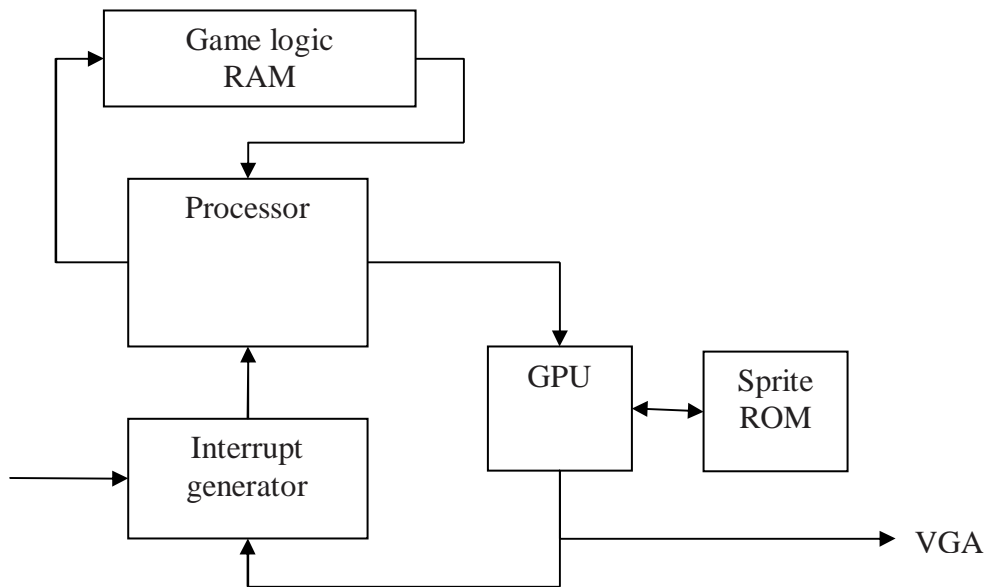 Game logic
RAM
Processor
GPU
Sprite
ROM
Interrupt
generator
VGA